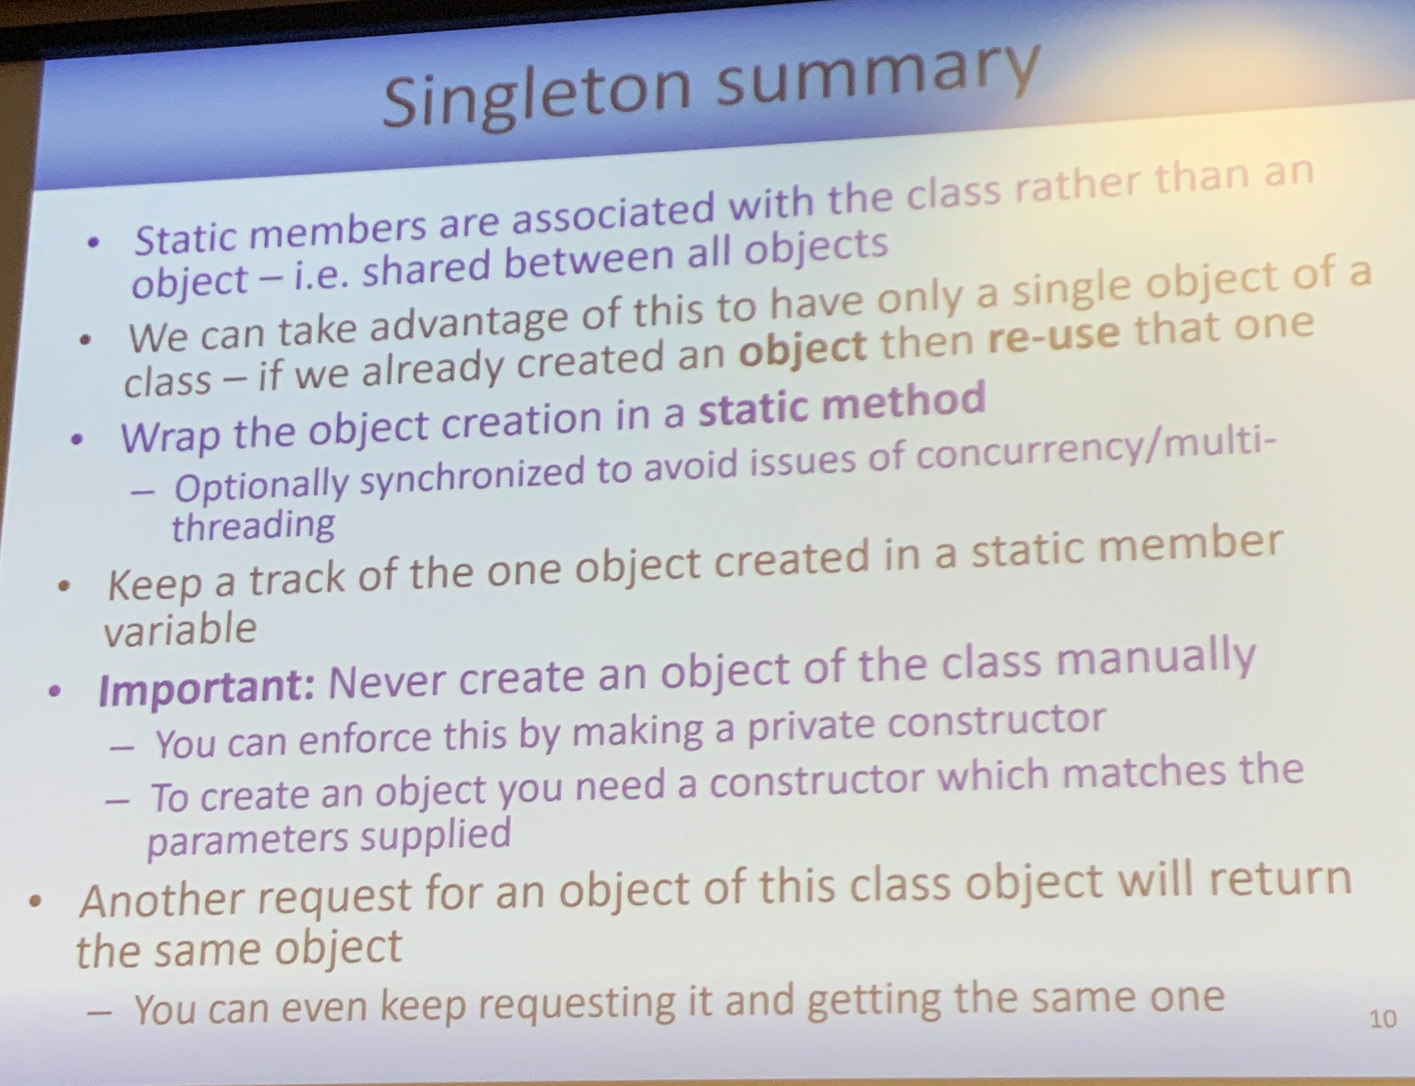 Singleton summary
• Static members are associated with the class rather than an
object – i.e. shared between all objects
• We can take advantage of this to have only a single object of a
class – if we already created an object then re-use that one
• Wrap the object creation in a static method
– Optionally synchronized to avoid issues of concurrency/multi-
threading
• Keep a track of the one object created in a static member
variable
• Important: Never create an object of the class manually
– You can enforce this by making a private constructor
– To create an object you need a constructor which matches the
parameters supplied
• Another request for an object of this class object will return
the same object
– You can even keep requesting it and getting the same one
10